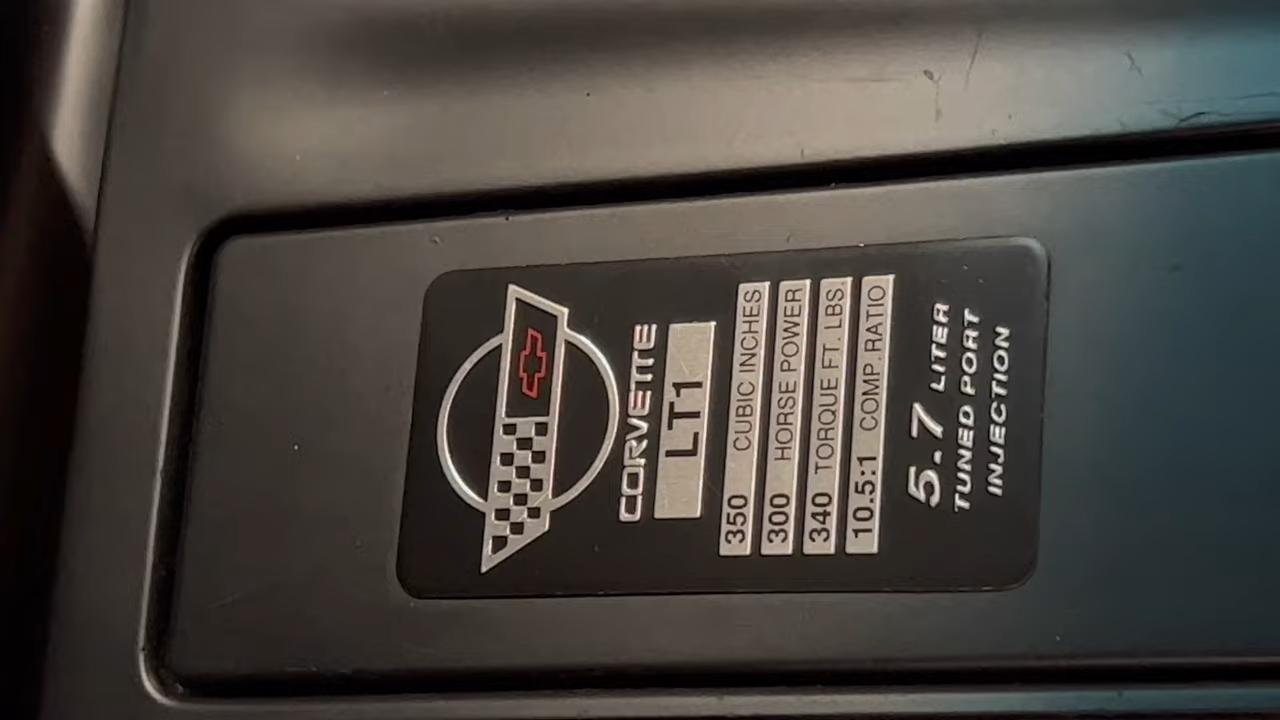 CORVETTE
LT1
350 CUBIC INCHES
300 HORSE POWER
340 TORQUE FT. LBS.
10.5:1 COMP. RATIO
5.7 LITER
TUNED PORT
INJECTION